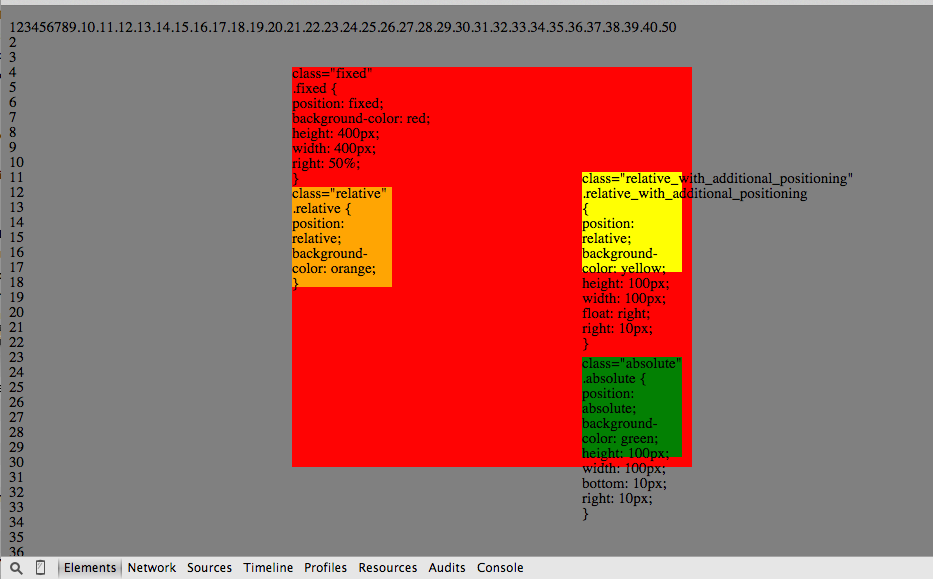 123456789.10.11.12.13.14.15.16.17.18.19.20.21.22.23.24.25.26.27.28.29.30.31.32.33.34.35.36.37.38.39.40.50
2
3
4
5
6
7
8
9
10
11
12
13
14
15
16
17
18
19
20
21
22
23
24
25
26
27
28
29
30
31
32
33
34
35
36
class="fixed"
.fixed {
position: fixed;
background-color: red;
height: 400px;
width: 400px;
right: 50%;
}
class="relative"
.relative {
position:
relative;
background-
color: orange;
}
class="relative_with_additional_positioning"
.relative_with_additional_positioning
{
position:
relative;
background-
color: yellow;
height: 100px;
width: 100px;
float: right;
right: 10px;
}
class="absolute"
.absolute {
position:
absolute;
background-
color: green;
height: 100px;
width: 100px;
bottom: 10px;
right: 10px;
}
Elements Network Sources Timeline Profiles Resources Audits Console